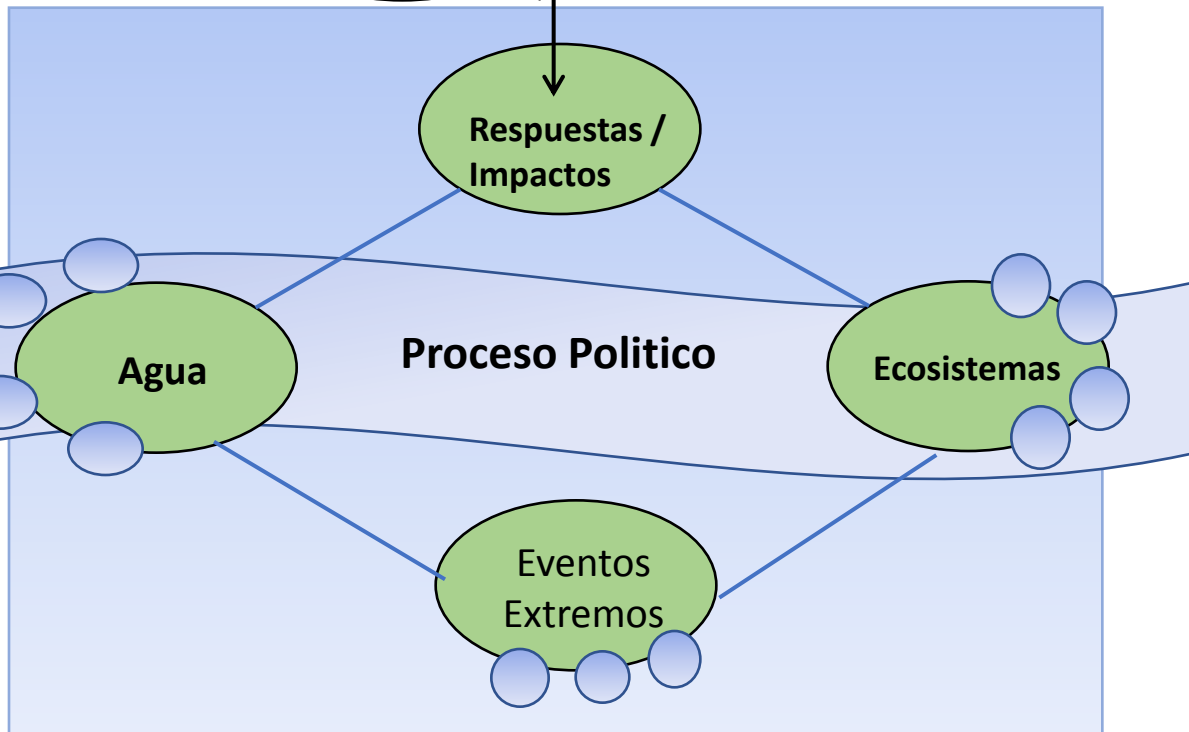 Respuestas /
Impactos
Proceso Politico
Agua
Ecosistemas
Eventos
Extremos